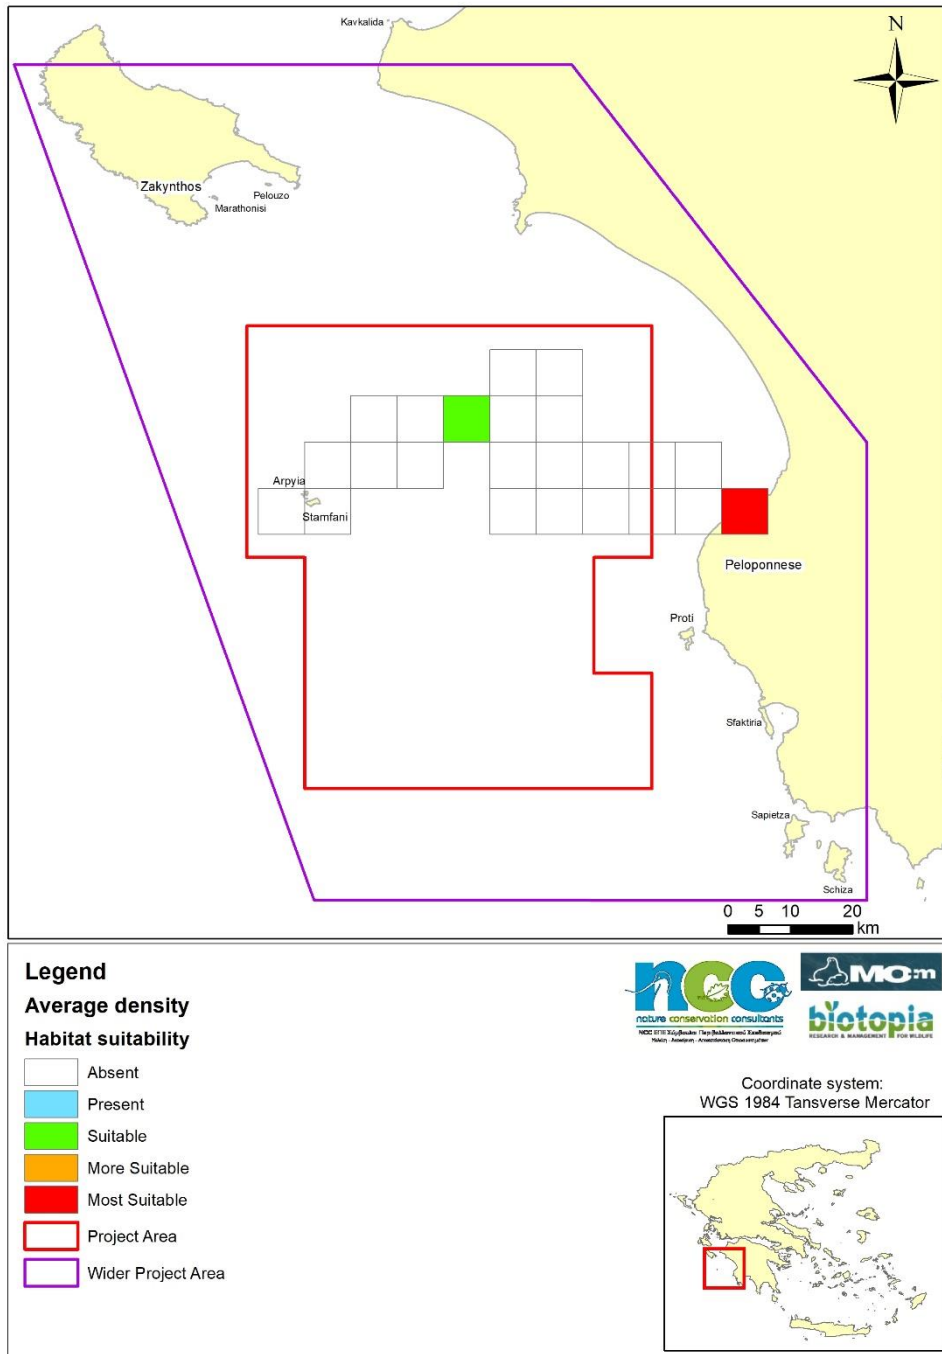 Kavkalida
N
Zakynthos
Pelouzo
Marathonisi
Arpyia
Stamfani
Peloponnese
Proti
Sfaktiria
Sapietza
Schiza
0 5 10 20
km
Legend
Average density
Habitat suitability
Absent
Present
Suitable
More Suitable
Most Suitable
Project Area
Wider Project Area
ncc
nature conservation consultants
MOm
biotopia
RESEARCH & MANAGEMENT FOR WILDLIFE
Coordinate system:
WGS 1984 Tansverse Mercator